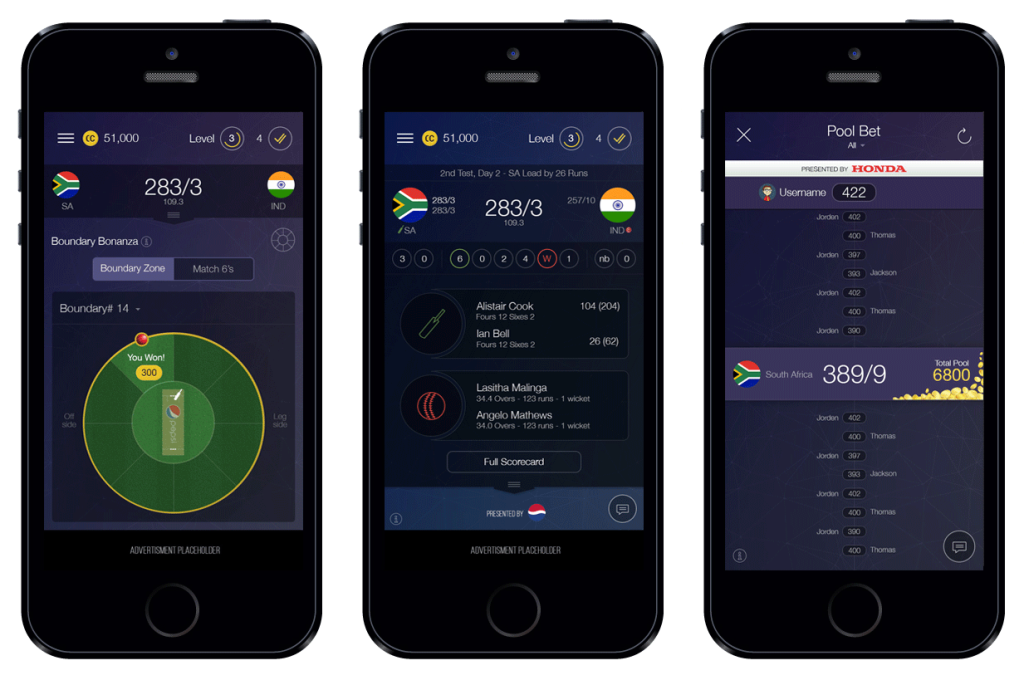 CC 51,000 Level 3 4
283/3
109.3
SA IND
Boundary Bonanza i
Boundary Zone Match 6's
Boundary# 14
You Won!
300
Off side
Leg side
pepsi
ADVERTISMENT PLACEHOLDER
CC 51,000 Level 3 4
2nd Test, Day 2 - SA Lead by 26 Runs
283/3
283/3
283/3
109.3
257/10
SA IND
3 0 6 0 2 4 W 1 nb 0
Alistair Cook 104 (204)
Fours 12 Sixes 2
Ian Bell 26 (62)
Fours 12 Sixes 2
Lasitha Malinga
34.4 Overs - 123 runs - 1 wicket
Angelo Mathews
34.0 Overs - 123 runs - 1 wicket
Full Scorecard
i PRESENTED BY
ADVERTISMENT PLACEHOLDER
Pool Bet
All
PRESENTED BY HONDA
Username 422
Jorden 402
400 Thomas
Jorden 397
393 Jackson
Jorden 402
400 Thomas
Jorden 390
South Africa 389/9 Total Pool
6800
Jorden 402
400 Thomas
Jorden 397
393 Jackson
Jorden 402
400 Thomas
Jorden 390
400 Thomas
i